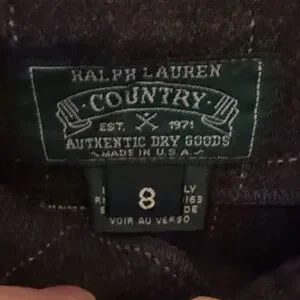 RALPH LAUREN
COUNTRY
EST. 1971
AUTHENTIC DRY GOODS
MADE IN U.S.A.
8
VOIR AU VERSO